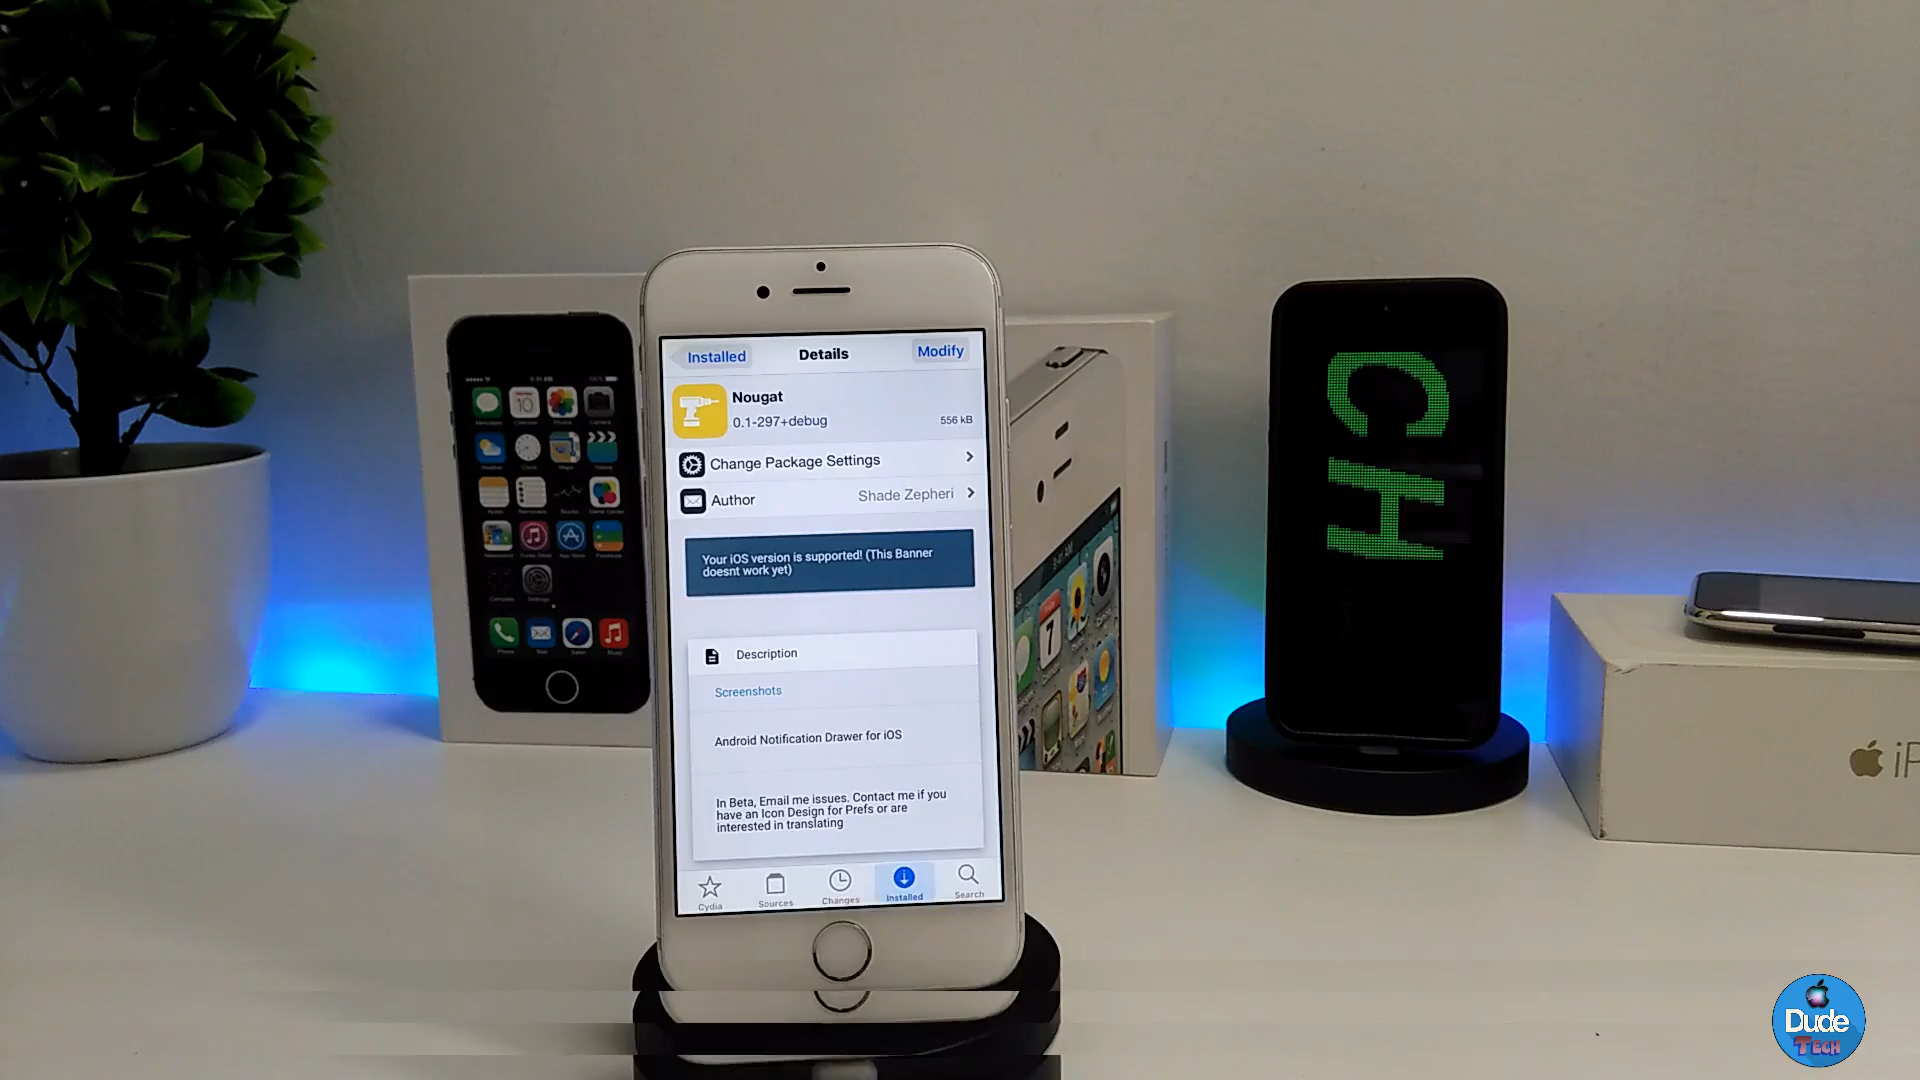 Installed
Details
Modify
Nougat
0.1-297+debug
556 kB
Change Package Settings
Author
Shade Zepheri
Your iOS version is supported! (This Banner
doesnt work yet)
Description
Screenshots
Android Notification Drawer for iOS
In Beta, Email me issues. Contact me if you
have an Icon Design for Prefs or are
interested in translating
Cydia
Sources
Changes
Installed
Search
CH
7
10
iP
Dude
TECH